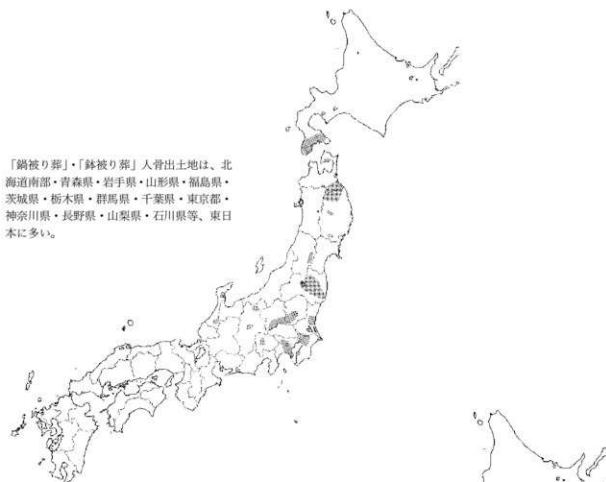 「鍋被り葬」・「鉢被り葬」人骨出土地は、北
海道南部・青森県・岩手県・山形県・福島県・
茨城県・栃木県・群馬県・千葉県・東京都・
神奈川県・長野県・山梨県・石川県等、東日
本に多い。